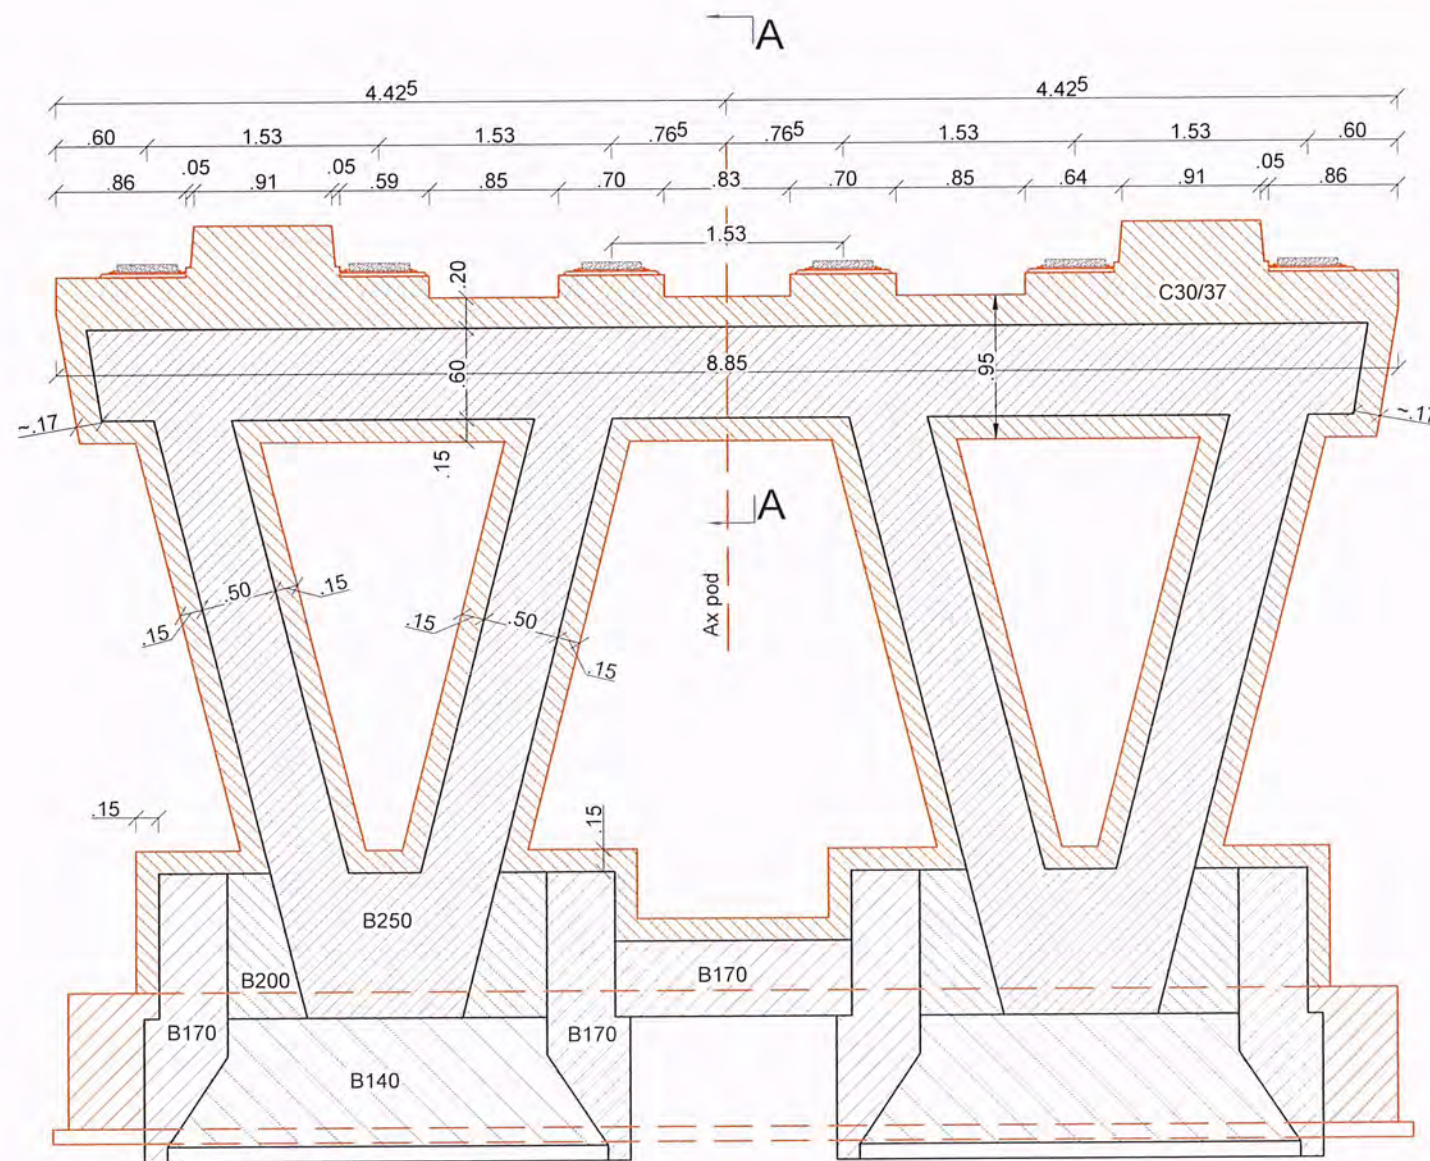 A
4.42⁵ 4.42⁵
.60 1.53 1.53 .76⁵ .76⁵ 1.53 1.53 .60
.86 .05 .91 .05 .59 .85 .70 .83 .70 .85 .64 .91 .05 .86
1.53
.20
C30/37
.60
8.85
.95
~.17
~.17
.15
A
.15
.50
.15
.15
.50
.15
Ax pod
.15
.15
B250
B200
B170
B170
B170
B140